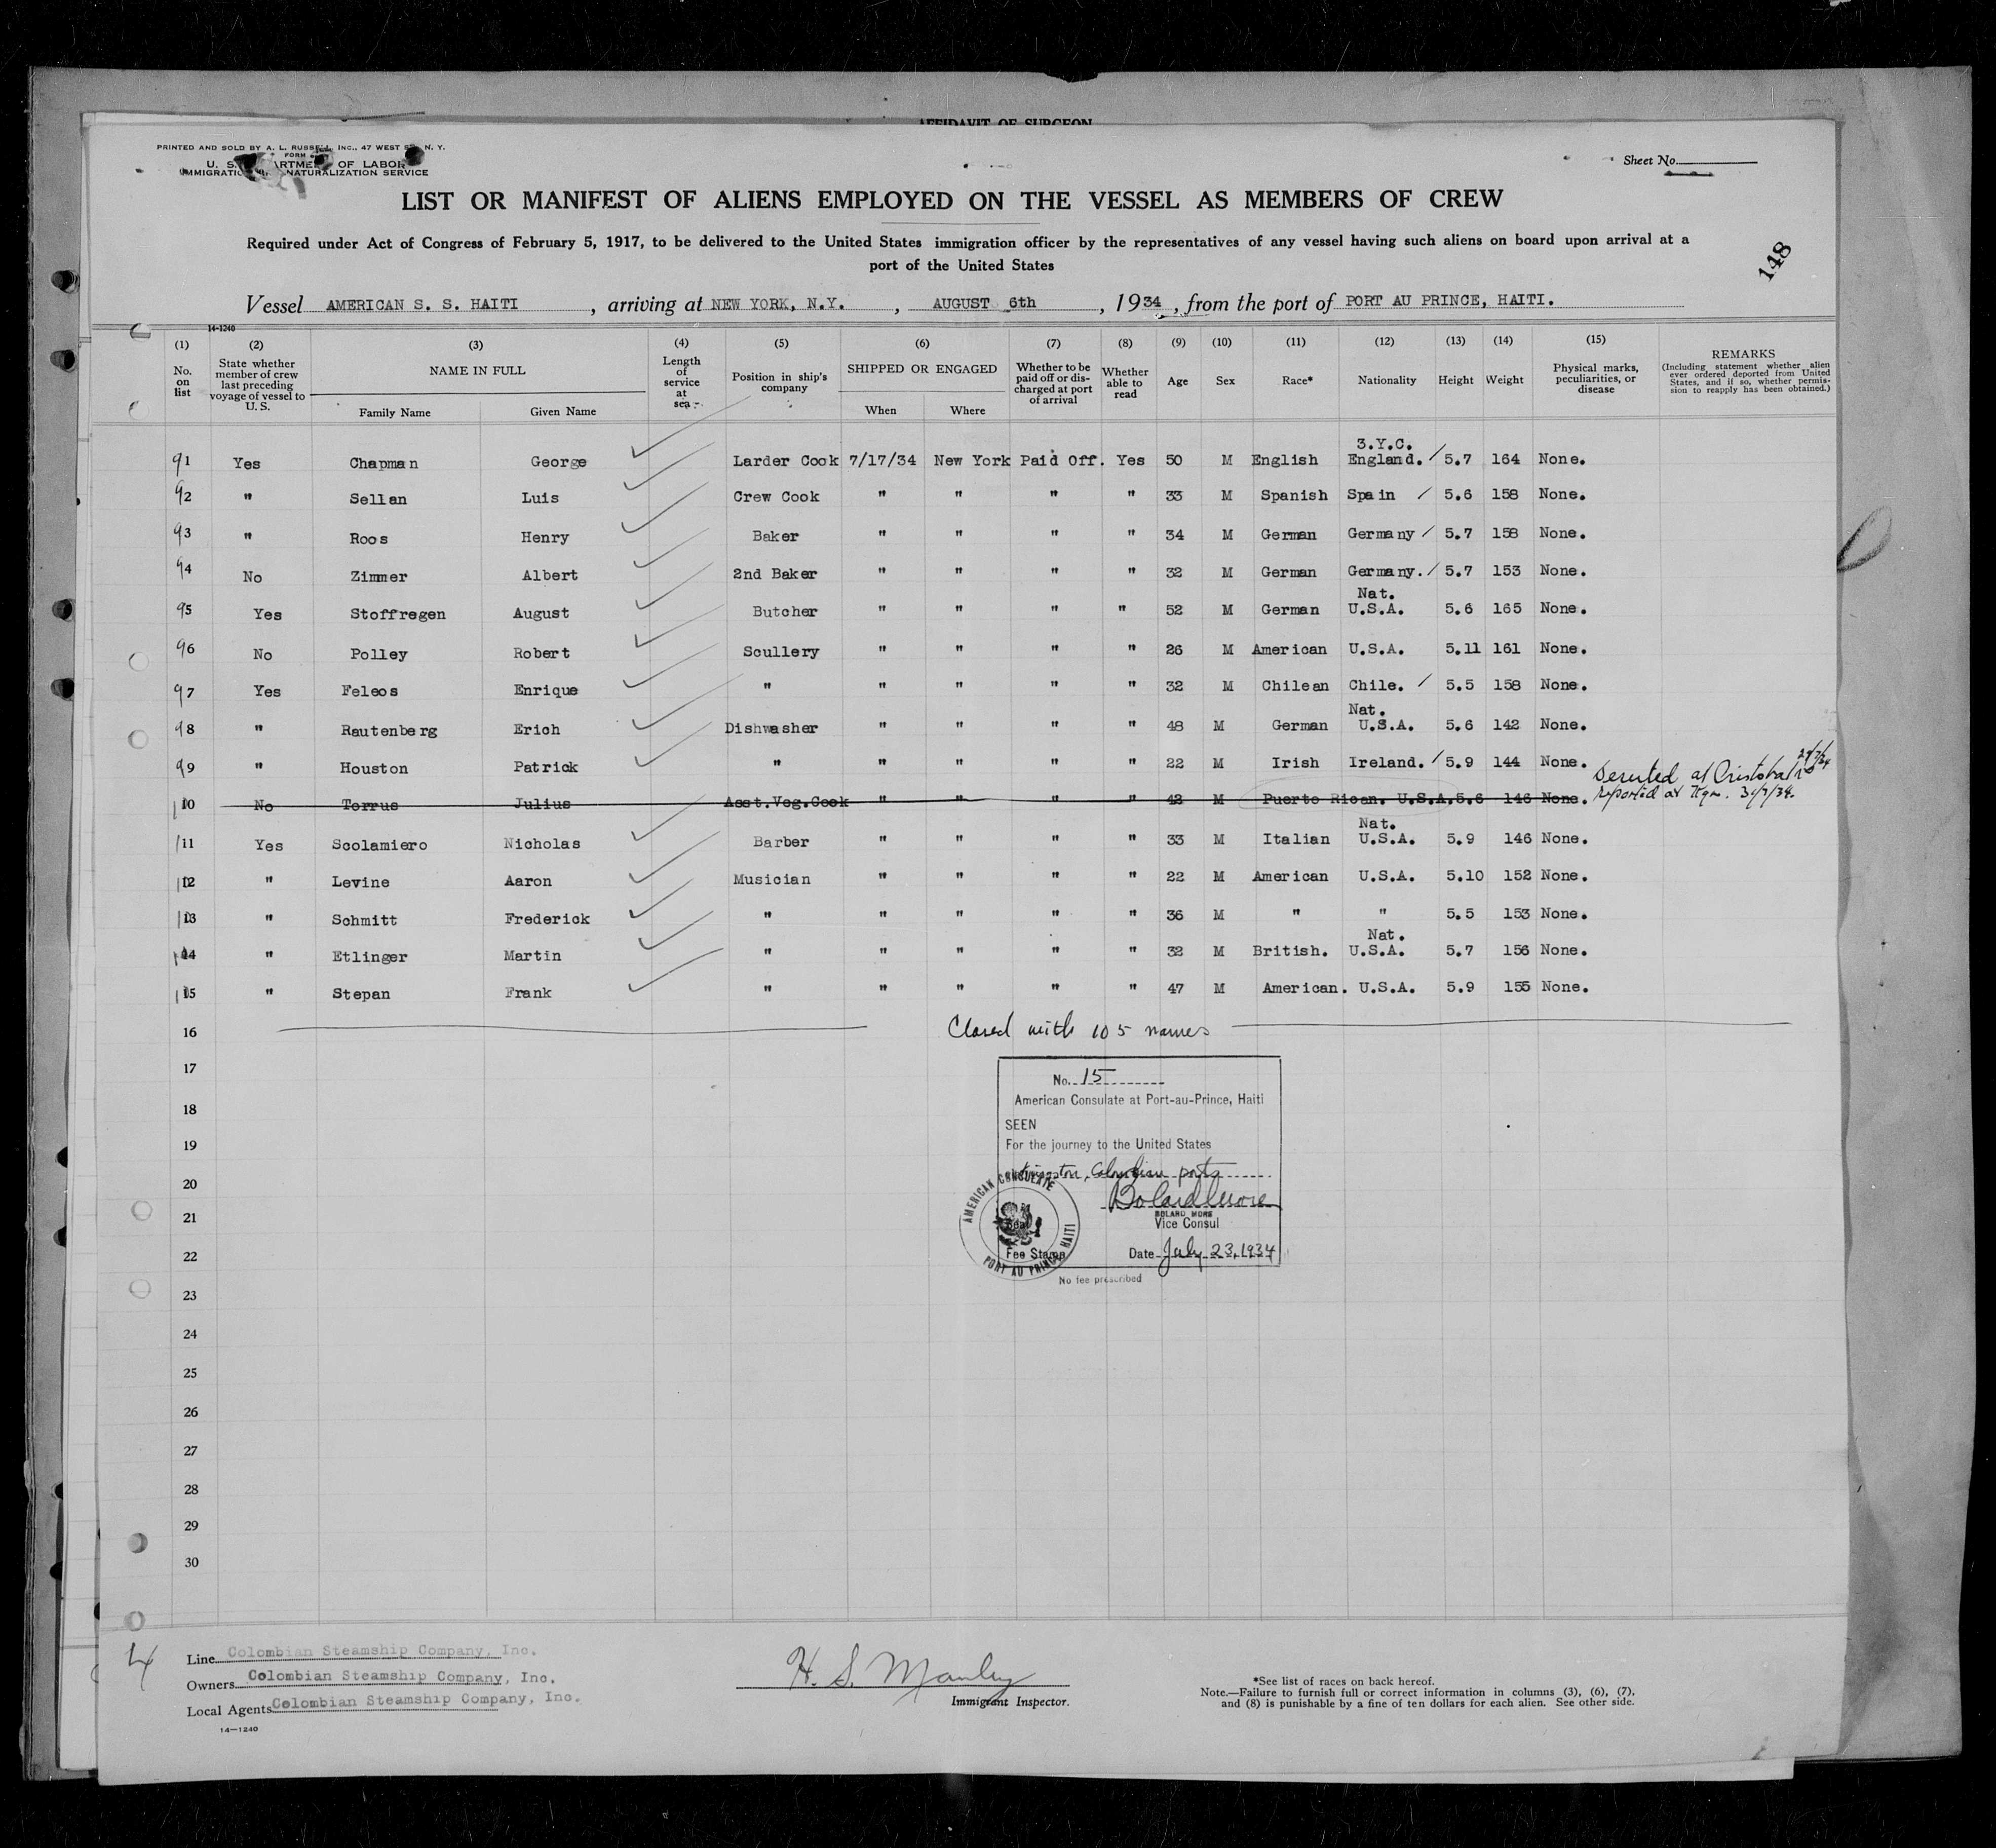 AFFIDAVIT OF SURGEON
PRINTED AND SOLD BY A. L. RUSSELL, INC., 47 WEST ST. N. Y.
FORM
U. S. DEPARTMENT OF LABOR
IMMIGRATION AND NATURALIZATION SERVICE
Sheet No.
LIST OR MANIFEST OF ALIENS EMPLOYED ON THE VESSEL AS MEMBERS OF CREW
Required under Act of Congress of February 5, 1917, to be delivered to the United States immigration officer by the representatives of any vessel having such aliens on board upon arrival at a
port of the United States
148
Vessel AMERICAN S. S. HAITI , arriving at NEW YORK, N.Y. , AUGUST 6th , 1934 , from the port of PORT AU PRINCE, HAITI.
14-1240
(1) No. on list
(2) State whether member of crew last preceding voyage of vessel to U. S.
(3) NAME IN FULL Family Name Given Name
(4) Length of service at sea
(5) Position in ship's company
(6) SHIPPED OR ENGAGED When Where
(7) Whether to be paid off or discharged at port of arrival
(8) Whether able to read
(9) Age
(10) Sex
(11) Race*
(12) Nationality
(13) Height
(14) Weight
(15) Physical marks, peculiarities, or disease
REMARKS (Including statement whether alien ever ordered deported from United States, and if so, whether permission to reapply has been obtained.)
3.Y.C.
91 Yes Chapman George Larder Cook 7/17/34 New York Paid Off. Yes 50 M English England. 5.7 164 None.
92 " Sellan Luis Crew Cook " " " " 33 M Spanish Spain 5.6 158 None.
93 " Roos Henry Baker " " " " 34 M German Germany 5.7 158 None.
94 No Zimmer Albert 2nd Baker " " " " 32 M German Germany. 5.7 153 None.
Nat.
95 Yes Stoffregen August Butcher " " " " 52 M German U.S.A. 5.6 165 None.
96 No Polley Robert Scullery " " " " 26 M American U.S.A. 5.11 161 None.
97 Yes Feleos Enrique " " " " " 32 M Chilean Chile. 5.5 158 None.
Nat.
98 " Rautenberg Erich Dishwasher " " " " 48 M German U.S.A. 5.6 142 None.
99 " Houston Patrick " " " " " 22 M Irish Ireland. 5.9 144 None.
Deserted at Cristobal
110 No Torrus Julius Asst.Veg.Cook " " " " 42 M Puerto Rican. U.S.A. 5.6 146 None. reported at Kgn. 31/7/34.
Nat.
111 Yes Scolamiero Nicholas Barber " " " " 33 M Italian U.S.A. 5.9 146 None.
112 " Levine Aaron Musician " " " " 22 M American U.S.A. 5.10 152 None.
113 " Schmitt Frederick " " " " " 36 M " " 5.5 153 None.
Nat.
114 " Etlinger Martin " " " " " 32 M British. U.S.A. 5.7 156 None.
115 " Stepan Frank " " " " " 47 M American. U.S.A. 5.9 155 None.
16 Closed with 105 names
17
18
19
20
21
22
23
24
25
26
27
28
29
30
No. 15
American Consulate at Port-au-Prince, Haiti
SEEN
For the journey to the United States
Kingston, Colombian ports
Boland More
BOLAND MORE
Vice Consul
AMERICAN CONSULATE
PORT AU PRINCE, HAITI
Seal
Fee Stamp
Date July 23, 1934
No fee prescribed
4
Line Colombian Steamship Company, Inc.
Owners Colombian Steamship Company, Inc.
Local Agents Colombian Steamship Company, Inc.
14—1240
H. S. Manley
Immigrant Inspector.
*See list of races on back hereof.
Note.—Failure to furnish full or correct information in columns (3), (6), (7),
and (8) is punishable by a fine of ten dollars for each alien. See other side.